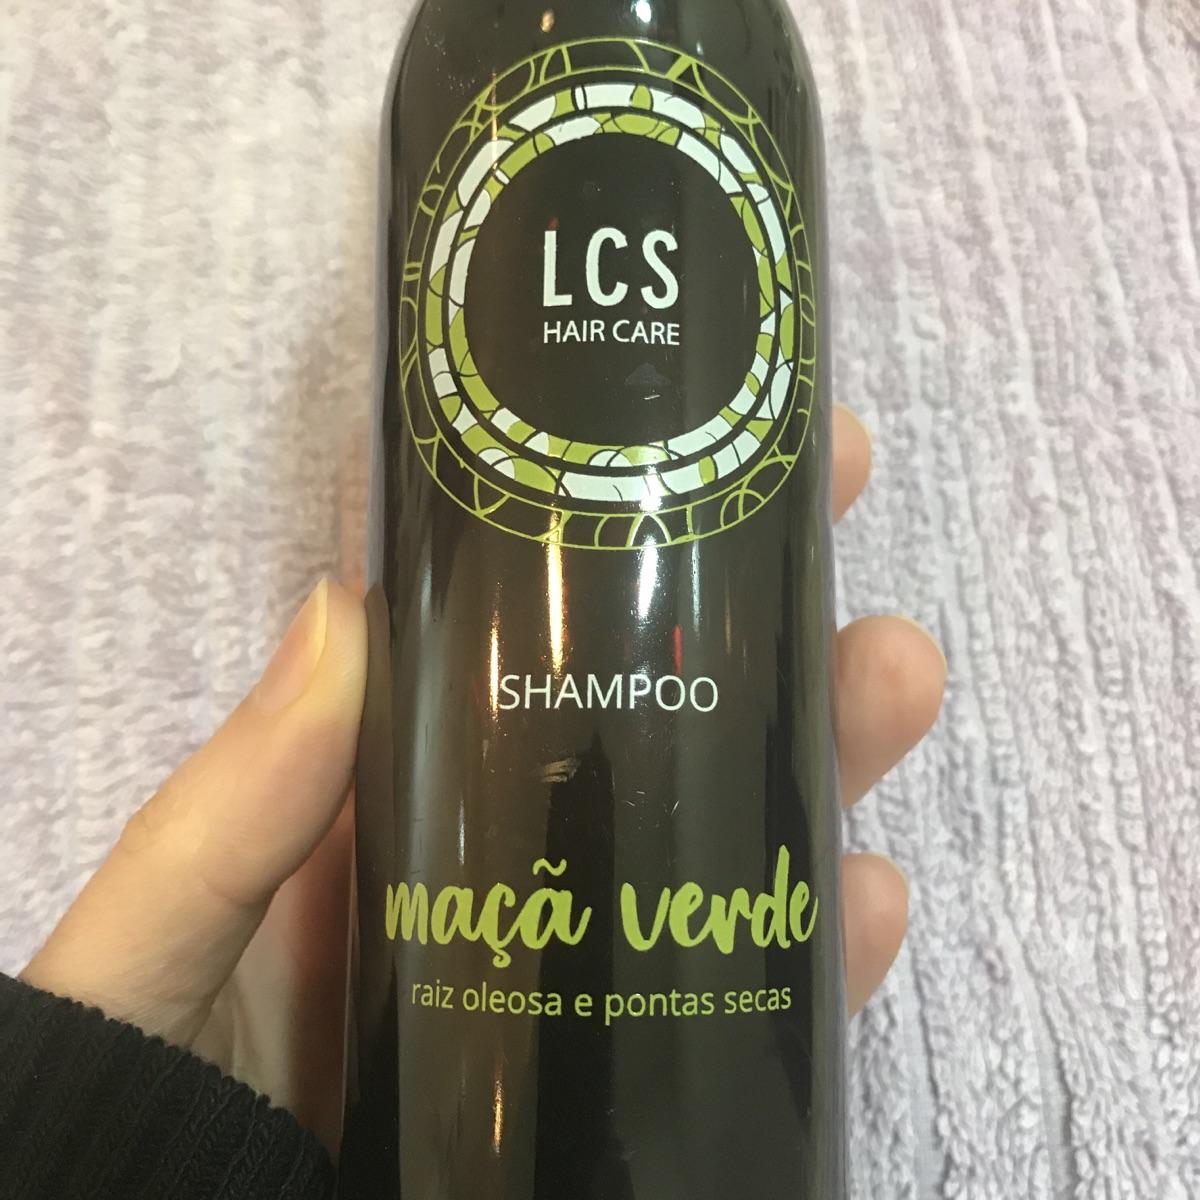 LCS
HAIR CARE
SHAMPOO
maçã verde
raiz oleosa e pontas secas